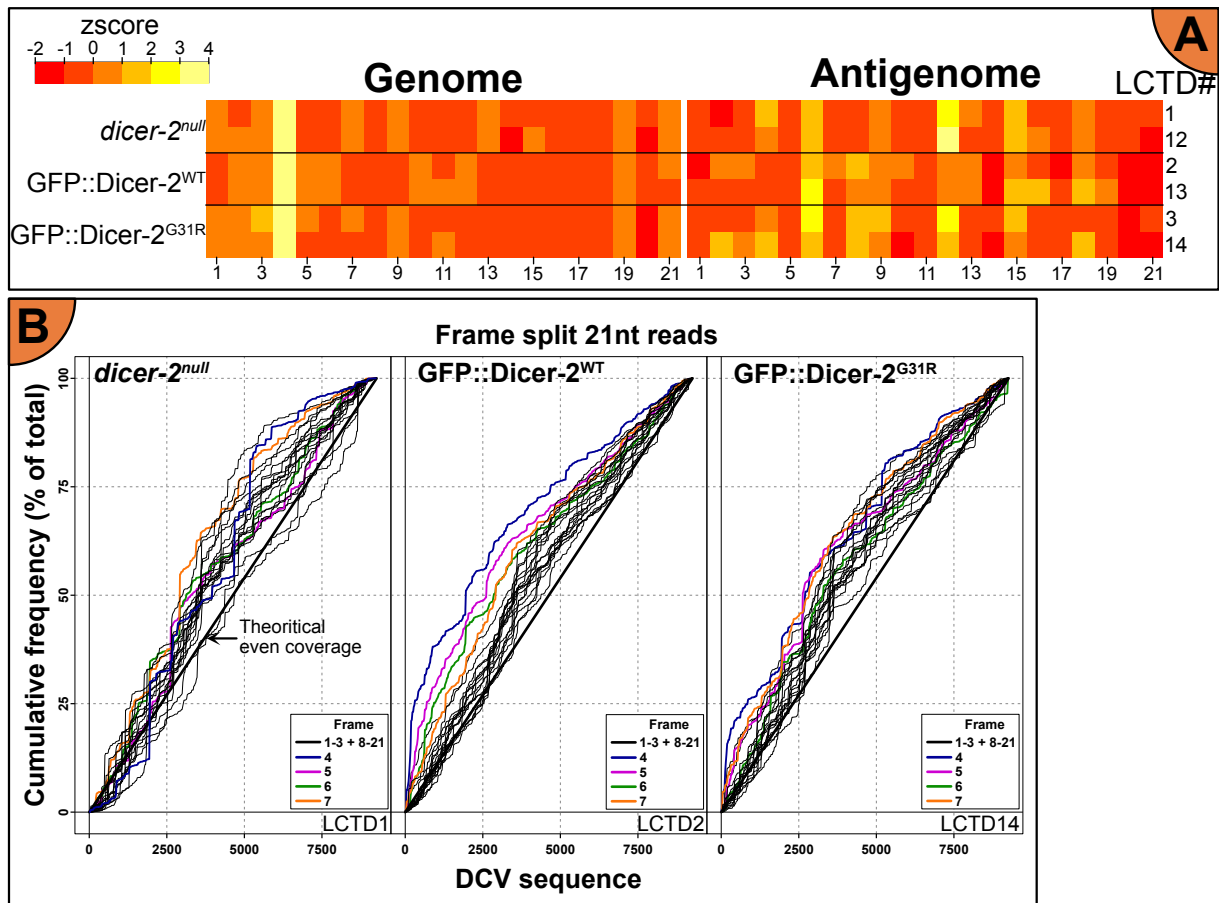 A
zscore
-2 -1 0 1 2 3 4
Genome
Antigenome
LCTD#
dicer-2null
1
12
GFP::Dicer-2WT
2
13
GFP::Dicer-2G31R
3
14
1 3 5 7 9 11 13 15 17 19 21
1 3 5 7 9 11 13 15 17 19 21
B
Frame split 21nt reads
dicer-2null
GFP::Dicer-2WT
GFP::Dicer-2G31R
Cumulative frequency (% of total)
100
75
50
25
0
Theoritical
even coverage
Frame
1-3 + 8-21
4
5
6
7
LCTD1
Frame
1-3 + 8-21
4
5
6
7
LCTD2
Frame
1-3 + 8-21
4
5
6
7
LCTD14
0 2500 5000 7500
0 2500 5000 7500
0 2500 5000 7500
DCV sequence